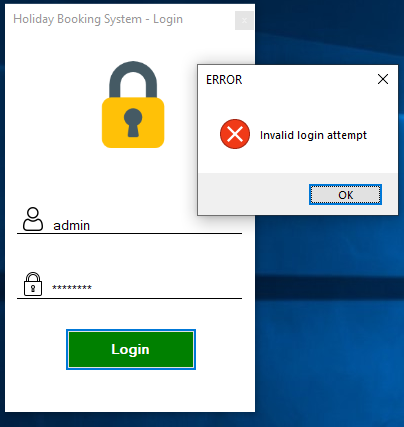 Holiday Booking System - Login
ERROR
Invalid login attempt
OK
admin
********
Login